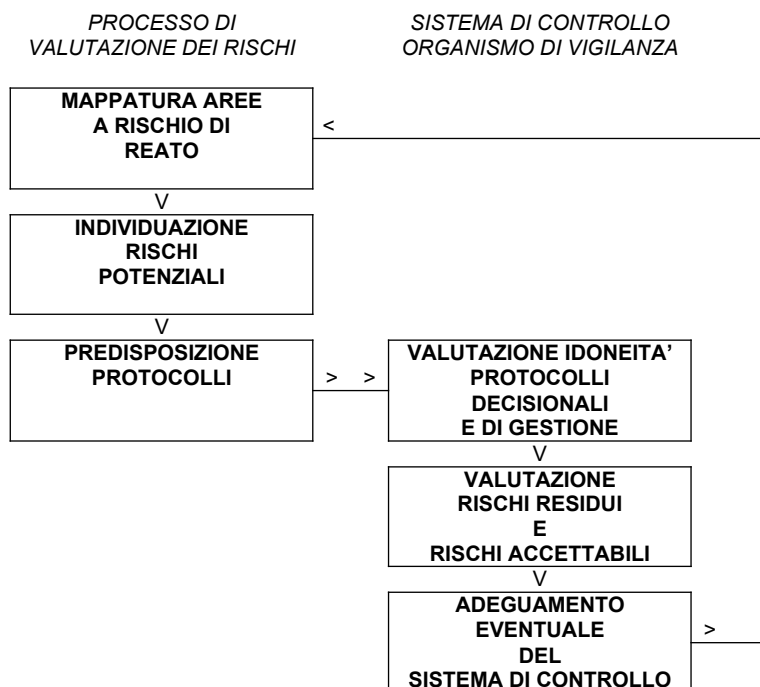 PROCESSO DI
VALUTAZIONE DEI RISCHI
SISTEMA DI CONTROLLO
ORGANISMO DI VIGILANZA
MAPPATURA AREE
A RISCHIO DI
REATO
<
V
INDIVIDUAZIONE
RISCHI
POTENZIALI
V
PREDISPOSIZIONE
PROTOCOLLI
> >
VALUTAZIONE IDONEITA’
PROTOCOLLI
DECISIONALI
E DI GESTIONE
V
VALUTAZIONE
RISCHI RESIDUI
E
RISCHI ACCETTABILI
V
ADEGUAMENTO
EVENTUALE
DEL
SISTEMA DI CONTROLLO
>